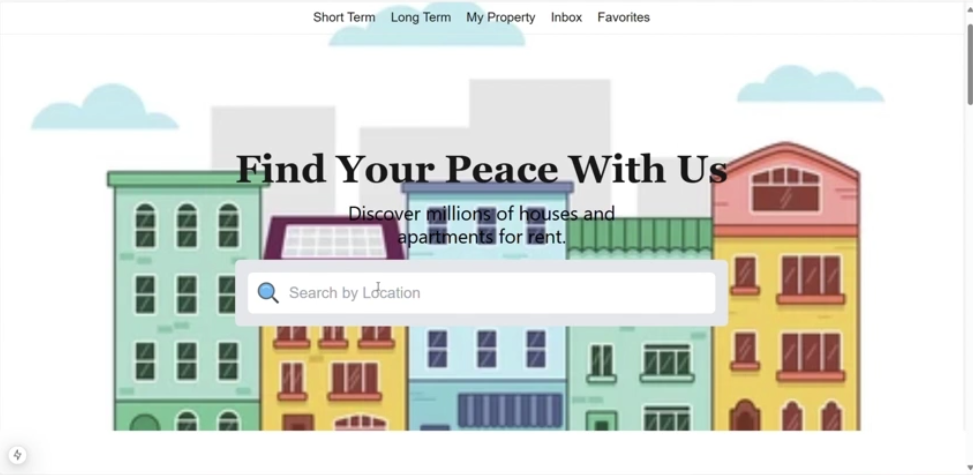 Short Term Long Term My Property Inbox Favorites
Find Your Peace With Us
Discover millions of houses and
apartments for rent.
Search by Location